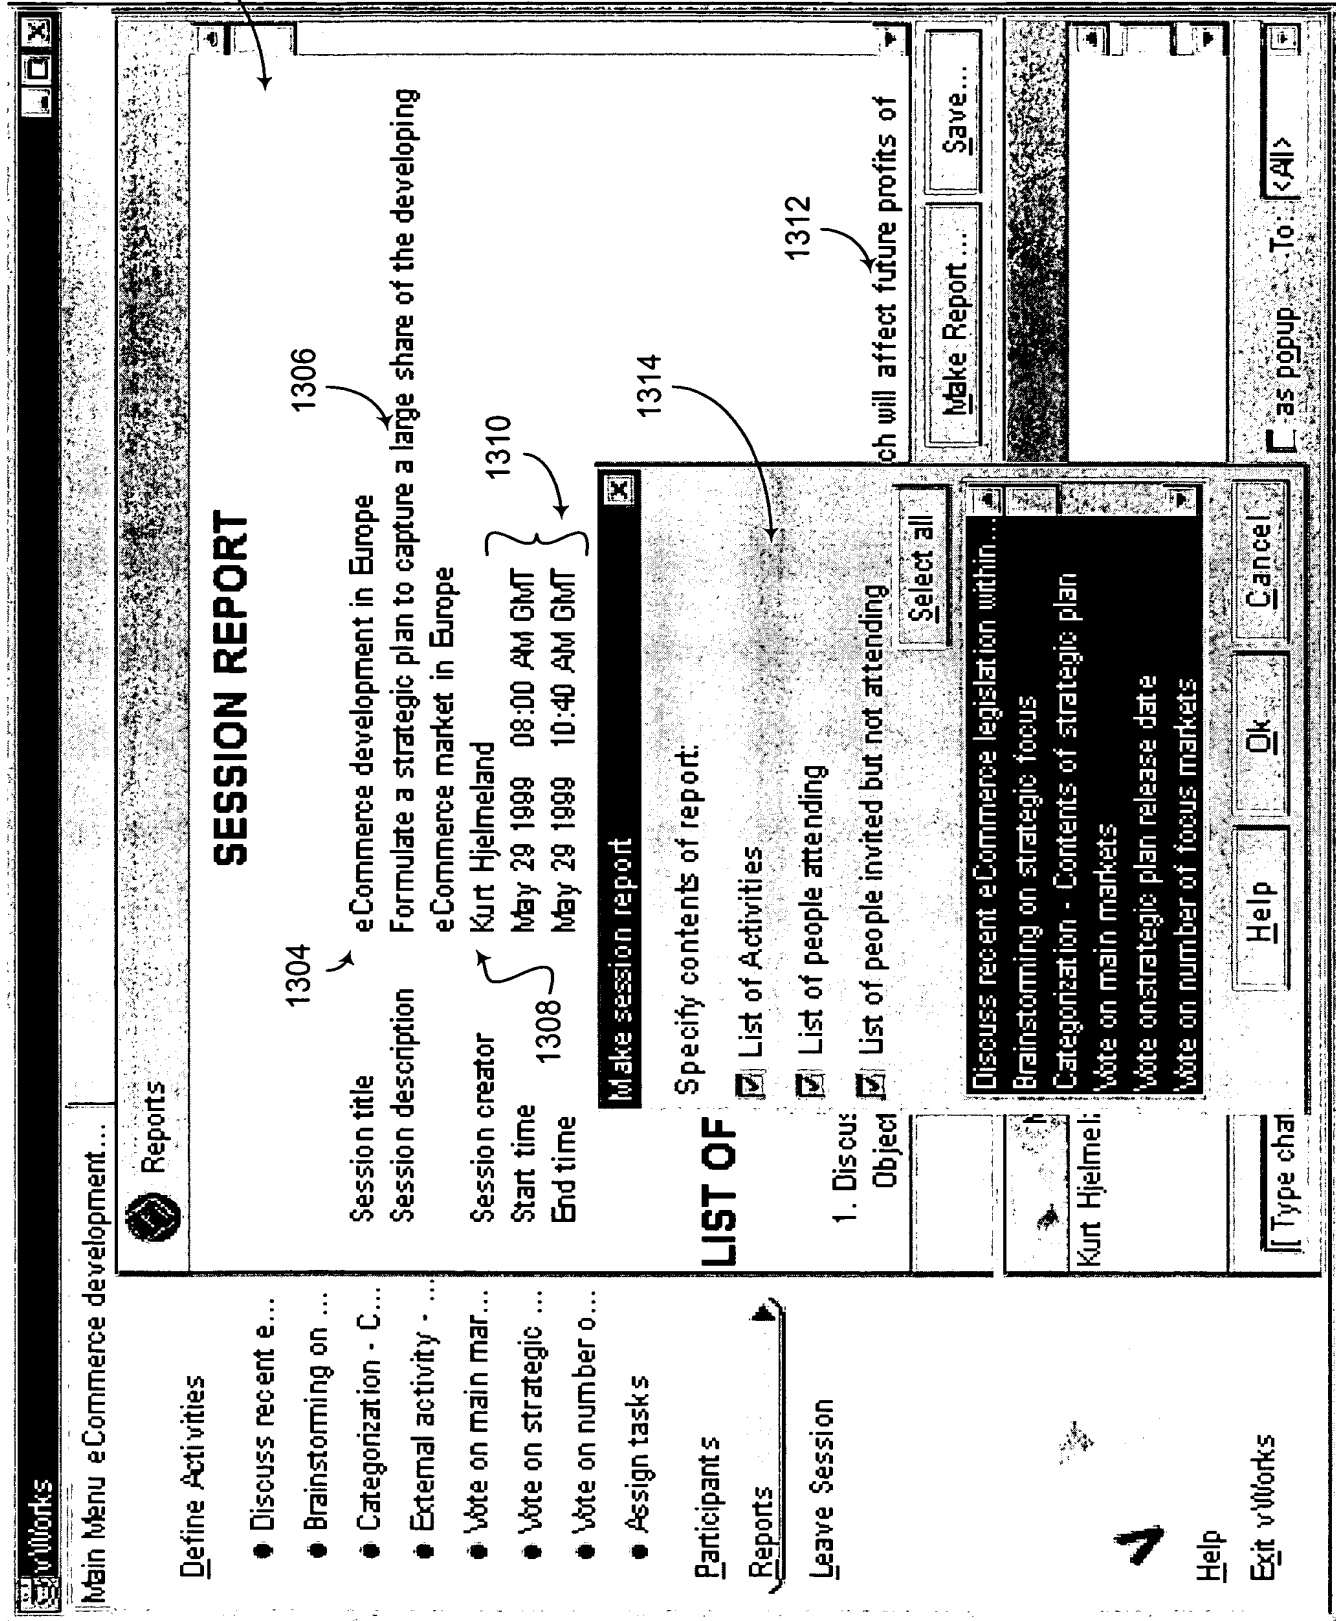 vWorks
Main Menu eCommerce development...
Define Activities
Discuss recent e...
Brainstorming on ...
Categorization - C...
External activity - ...
Vote on main mar...
Vote on strategic ...
Vote on number o...
Assign tasks
Participants
Reports
Leave Session
Help
Exit vWorks
Reports
SESSION REPORT
1304
1306
Session title eCommerce development in Europe
Session description Formulate a strategic plan to capture a large share of the developing
eCommerce market in Europe
Session creator Kurt Hjelmeland
Start time May 29 1999 08:00 AM GMT
End time May 29 1999 10:40 AM GMT
1308
1310
LIST OF
1. Discus
Object
ch will affect future profits of
1312
1314
Make Report...
Save...
Make session report
Specify contents of report:
List of Activities
List of people attending
List of people invited but not attending
Select all
Discuss recent eCommerce legislation within...
Brainstorming on strategic focus
Categorization - Contents of strategic plan
Vote on main markets
Vote onstrategic plan release date
Vote on number of focus markets
Help
Ok
Cancel
Kurt Hjelmel
[Type chat
as popup To: <All>